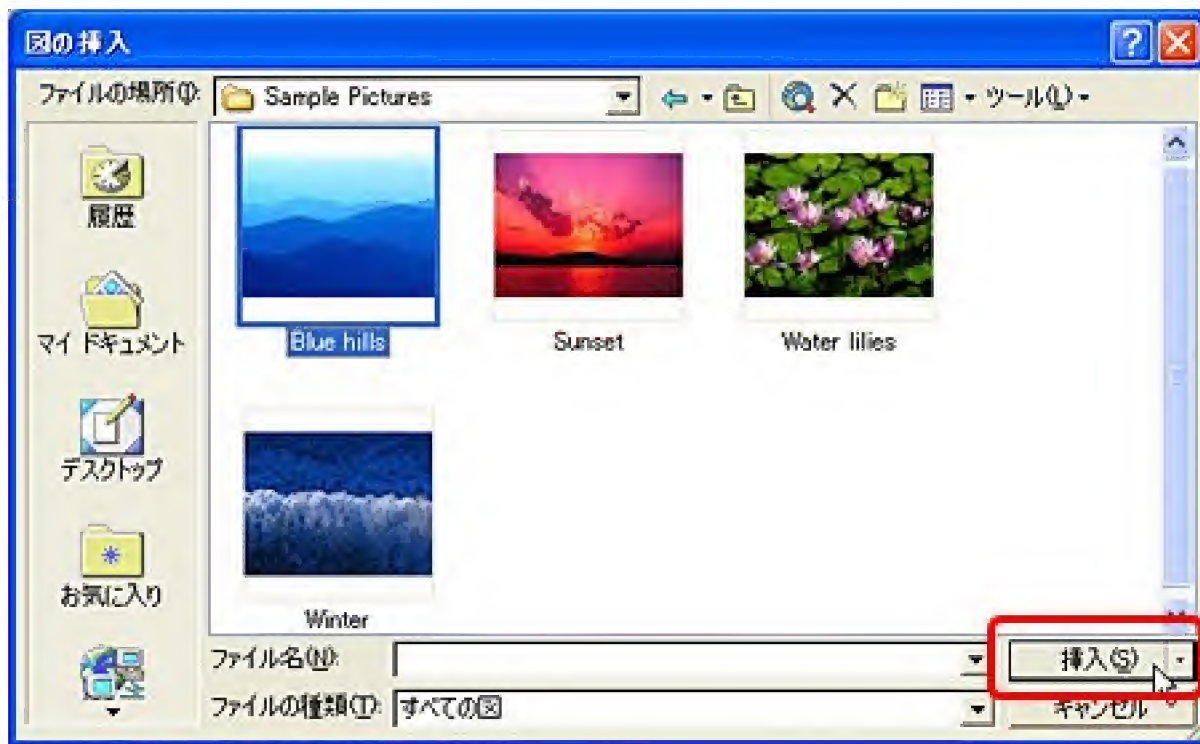 図の挿入
ファイルの場所(I): Sample Pictures ツール(L)
履歴
マイ ドキュメント
デスクトップ
お気に入り
Blue hills Sunset Water lilies
Winter
ファイル名(N): 挿入(S)
ファイルの種類(T): すべての図 キャンセル